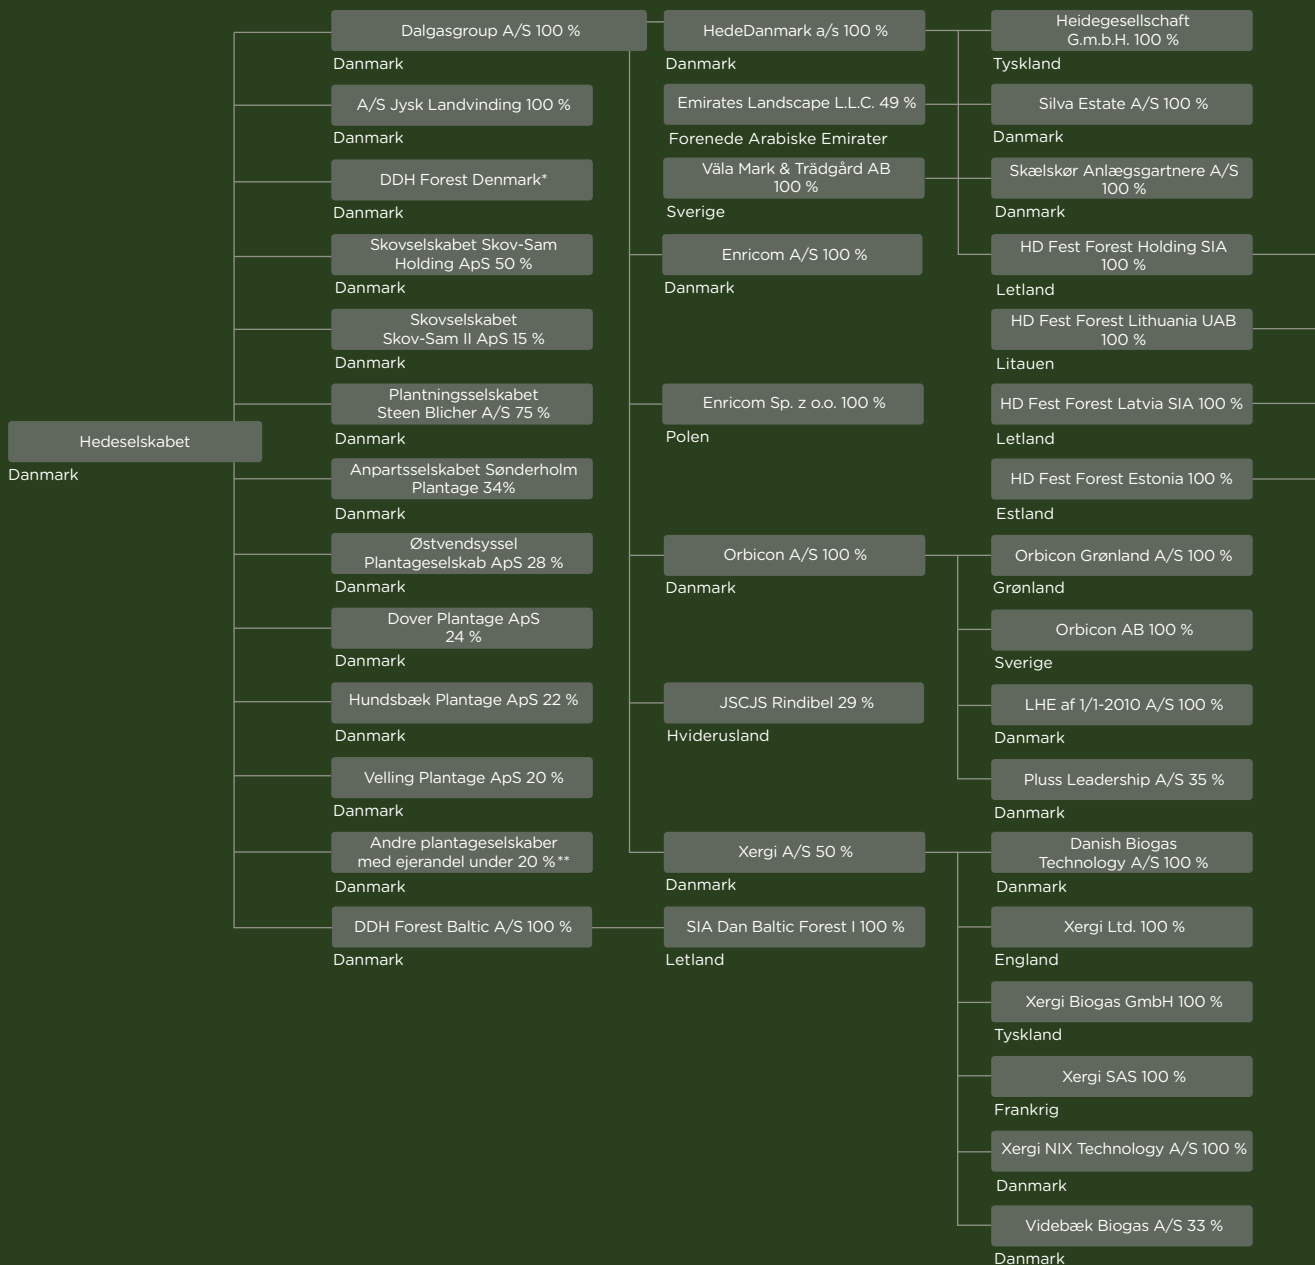 Hedeselskabet
Danmark
Dalgasgroup A/S 100 %
Danmark
A/S Jysk Landvinding 100 %
Danmark
DDH Forest Denmark*
Danmark
Skovselskabet Skov-Sam
Holding ApS 50 %
Danmark
Skovselskabet
Skov-Sam II ApS 15 %
Danmark
Plantningsselskabet
Steen Blicher A/S 75 %
Danmark
Anpartsselskabet Sønderholm
Plantage 34%
Danmark
Østvendsyssel
Plantageselskab ApS 28 %
Danmark
Dover Plantage ApS
24 %
Danmark
Hundsbæk Plantage ApS 22 %
Danmark
Velling Plantage ApS 20 %
Danmark
Andre plantageselskaber
med ejerandel under 20 %**
Danmark
DDH Forest Baltic A/S 100 %
Danmark
HedeDanmark a/s 100 %
Danmark
Emirates Landscape L.L.C. 49 %
Forenede Arabiske Emirater
Väla Mark & Trädgård AB
100 %
Sverige
Enricom A/S 100 %
Danmark
Enricom Sp. z o.o. 100 %
Polen
Orbicon A/S 100 %
Danmark
JSCJS Rindibel 29 %
Hviderusland
Xergi A/S 50 %
Danmark
SIA Dan Baltic Forest I 100 %
Letland
Heidegesellschaft
G.m.b.H. 100 %
Tyskland
Silva Estate A/S 100 %
Danmark
Skælskør Anlægsgartnere A/S
100 %
Danmark
HD Fest Forest Holding SIA
100 %
Letland
HD Fest Forest Lithuania UAB
100 %
Litauen
HD Fest Forest Latvia SIA 100 %
Letland
HD Fest Forest Estonia 100 %
Estland
Orbicon Grønland A/S 100 %
Grønland
Orbicon AB 100 %
Sverige
LHE af 1/1-2010 A/S 100 %
Danmark
Pluss Leadership A/S 35 %
Danmark
Danish Biogas
Technology A/S 100 %
Danmark
Xergi Ltd. 100 %
England
Xergi Biogas GmbH 100 %
Tyskland
Xergi SAS 100 %
Frankrig
Xergi NIX Technology A/S 100 %
Danmark
Videbæk Biogas A/S 33 %
Danmark